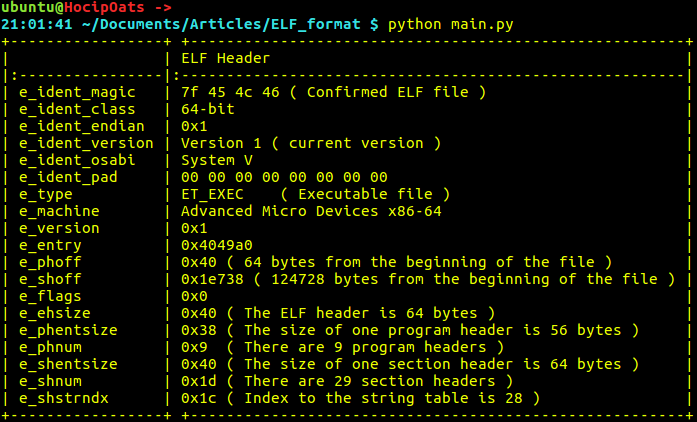 ubuntu@HocipOats ->
21:01:41 ~/Documents/Articles/ELF_format $ python main.py
+-----------------+ +-------------------------------------------------------+
|                 | ELF Header                                            |
|:----------------|:-------------------------------------------------------|
| e_ident_magic   | 7f 45 4c 46 ( Confirmed ELF file )                     |
| e_ident_class   | 64-bit                                                 |
| e_ident_endian  | 0x1                                                    |
| e_ident_version | Version 1 ( current version )                          |
| e_ident_osabi   | System V                                               |
| e_ident_pad     | 00 00 00 00 00 00 00 00                                |
| e_type          | ET_EXEC    ( Executable file )                         |
| e_machine       | Advanced Micro Devices x86-64                          |
| e_version       | 0x1                                                    |
| e_entry         | 0x4049a0                                               |
| e_phoff         | 0x40 ( 64 bytes from the beginning of the file )       |
| e_shoff         | 0x1e738 ( 124728 bytes from the beginning of the file ) |
| e_flags         | 0x0                                                    |
| e_ehsize        | 0x40 ( The ELF header is 64 bytes )                    |
| e_phentsize     | 0x38 ( The size of one program header is 56 bytes )    |
| e_phnum         | 0x9  ( There are 9 program headers )                   |
| e_shentsize     | 0x40 ( The size of one section header is 64 bytes )    |
| e_shnum         | 0x1d ( There are 29 section headers )                  |
| e_shstrndx      | 0x1c ( Index to the string table is 28 )               |
+-----------------+ +-------------------------------------------------------+